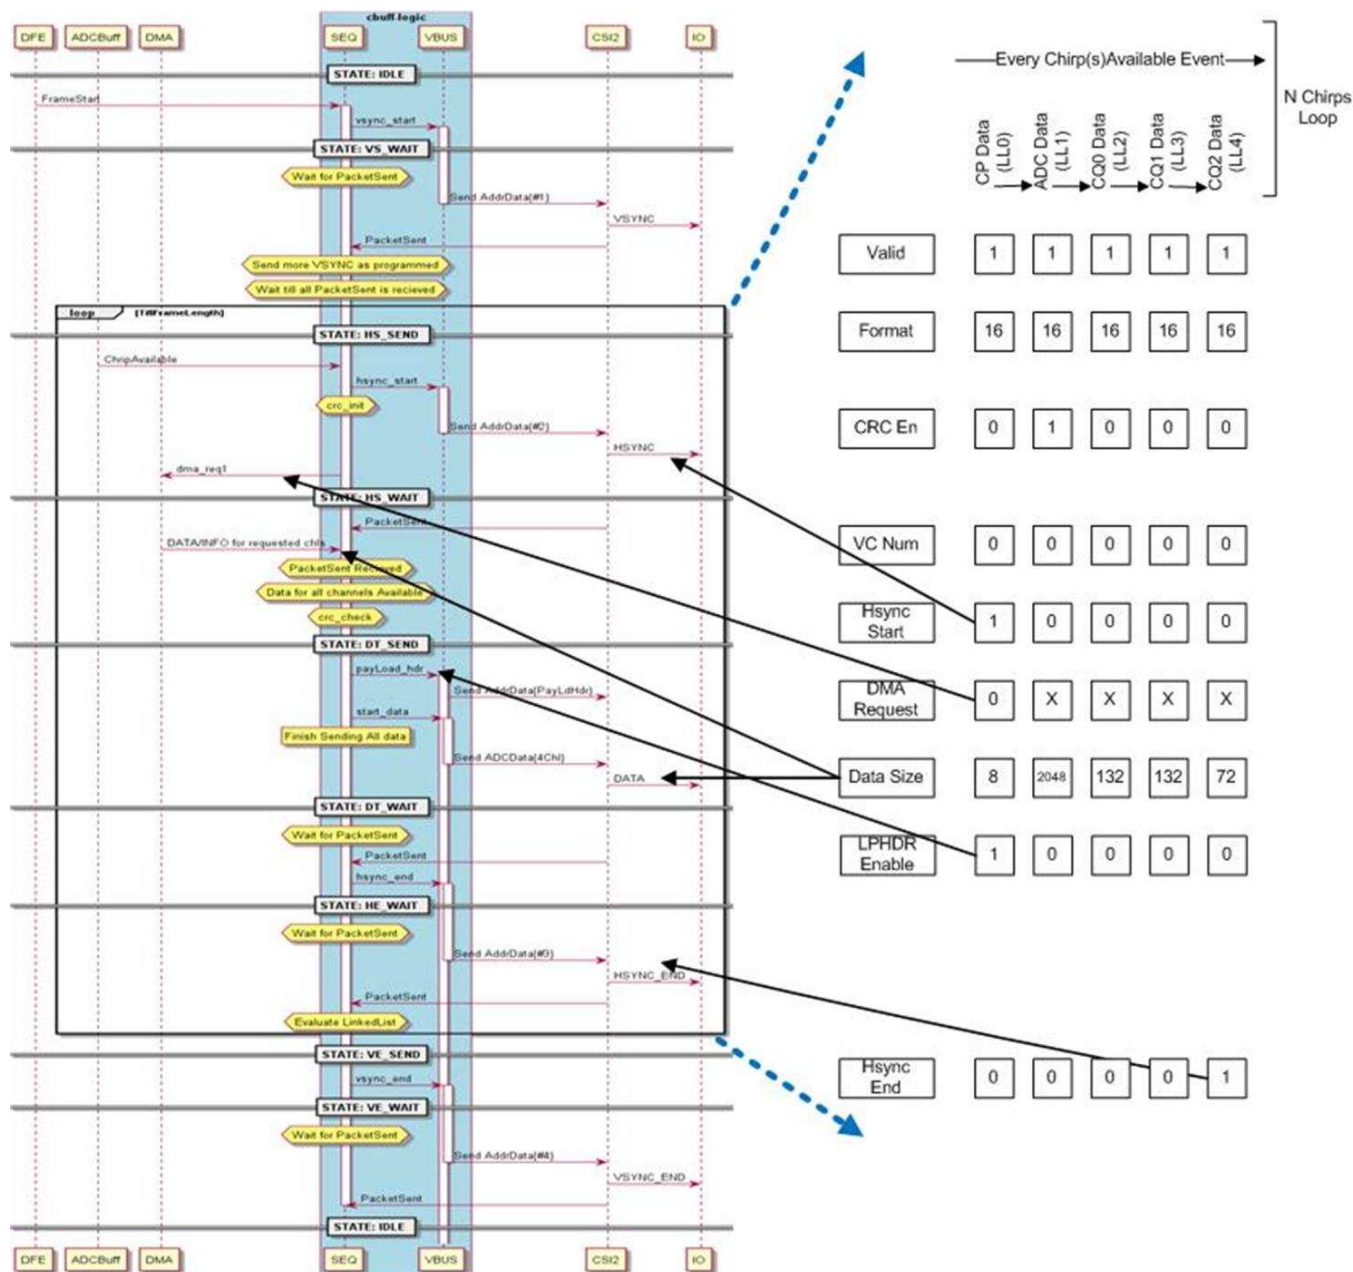 cbuff logic
DFE ADCBuff DMA SEQ VBUS CSI2 IO
STATE: IDLE
FrameStart
vsync_start
STATE: VS_WAIT
Wait for PacketSent
Send AddrData(#1)
VSYNC
PacketSent
Send more VSYNC as programmed
Wait till all PacketSent is recieved
loop [TillFrameLength]
STATE: HS_SEND
ChripAvailable
hsync_start
crc_init
Send AddrData(#2)
HSYNC
dma_req1
STATE: HS_WAIT
PacketSent
DATA/INFO for requested chls
PacketSent Recieved
Data for all channels Available
crc_check
STATE: DT_SEND
payLoad_hdr
Send AddrData(PayLdHdr)
start_data
Finish Sending All data
Send ADCData(4Chl)
DATA
STATE: DT_WAIT
Wait for PacketSent
PacketSent
hsync_end
STATE: HE_WAIT
Wait for PacketSent
Send AddrData(#3)
HSYNC_END
PacketSent
Evaluate LinkedList
STATE: VE_SEND
vsync_end
STATE: VE_WAIT
Wait for PacketSent
Send AddrData(#4)
VSYNC_END
PacketSent
STATE: IDLE
DFE ADCBuff DMA SEQ VBUS CSI2 IO
Every Chirp(s)Available Event
N Chirps
Loop
CP Data
(LL0)
ADC Data
(LL1)
CQ0 Data
(LL2)
CQ1 Data
(LL3)
CQ2 Data
(LL4)
Valid 1 1 1 1 1
Format 16 16 16 16 16
CRC En 0 1 0 0 0
VC Num 0 0 0 0 0
Hsync
Start 1 0 0 0 0
DMA
Request 0 X X X X
Data Size 8 2048 132 132 72
LPHDR
Enable 1 0 0 0 0
Hsync
End 0 0 0 0 1